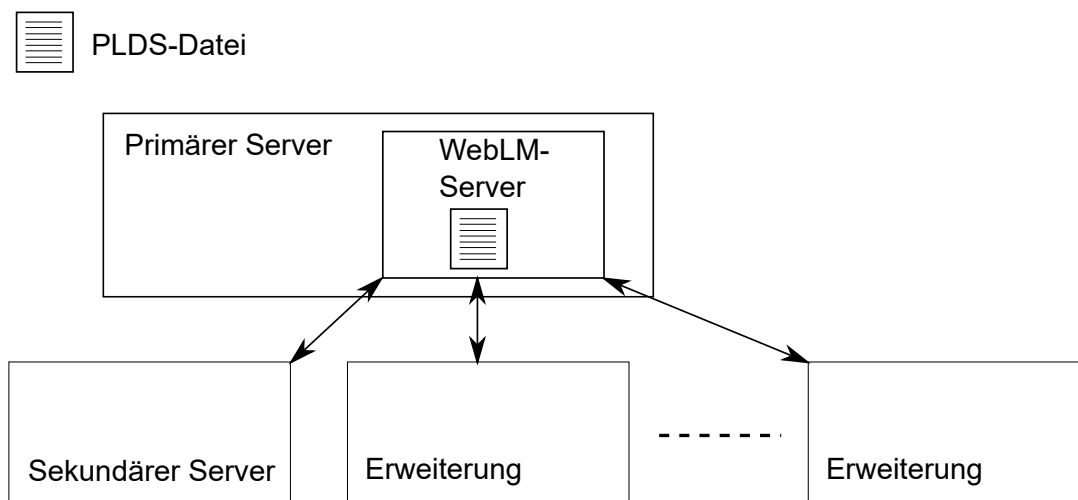 PLDS-Datei
Primärer Server
WebLM-
Server
Sekundärer Server
Erweiterung
Erweiterung